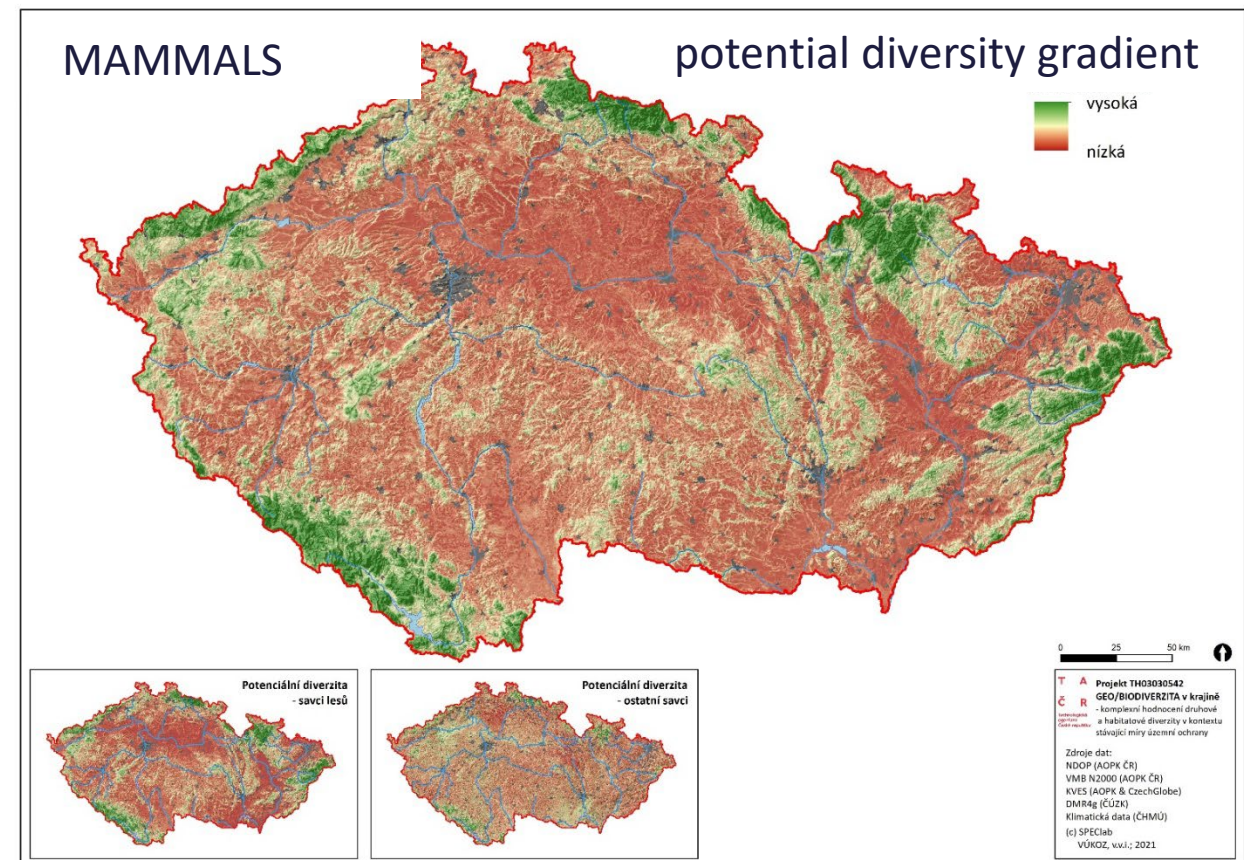 MAMMALS
potential diversity gradient
vysoká
nízká
0 25 50 km
Potenciální diverzita
- savci lesů
Potenciální diverzita
- ostatní savci
T A
Č R
Projekt TH03030542
GEO/BIODIVERZITA v krajině
- komplexní hodnocení druhové
a habitatové diverzity v kontextu
stávající míry územní ochrany
Zdroje dat:
NDOP (AOPK ČR)
VMB N2000 (AOPK ČR)
KVES (AOPK & CzechGlobe)
DMR4g (ČÚZK)
Klimatická data (ČHMÚ)
(c) SPEClab
VÚKOZ, v.v.i.; 2021